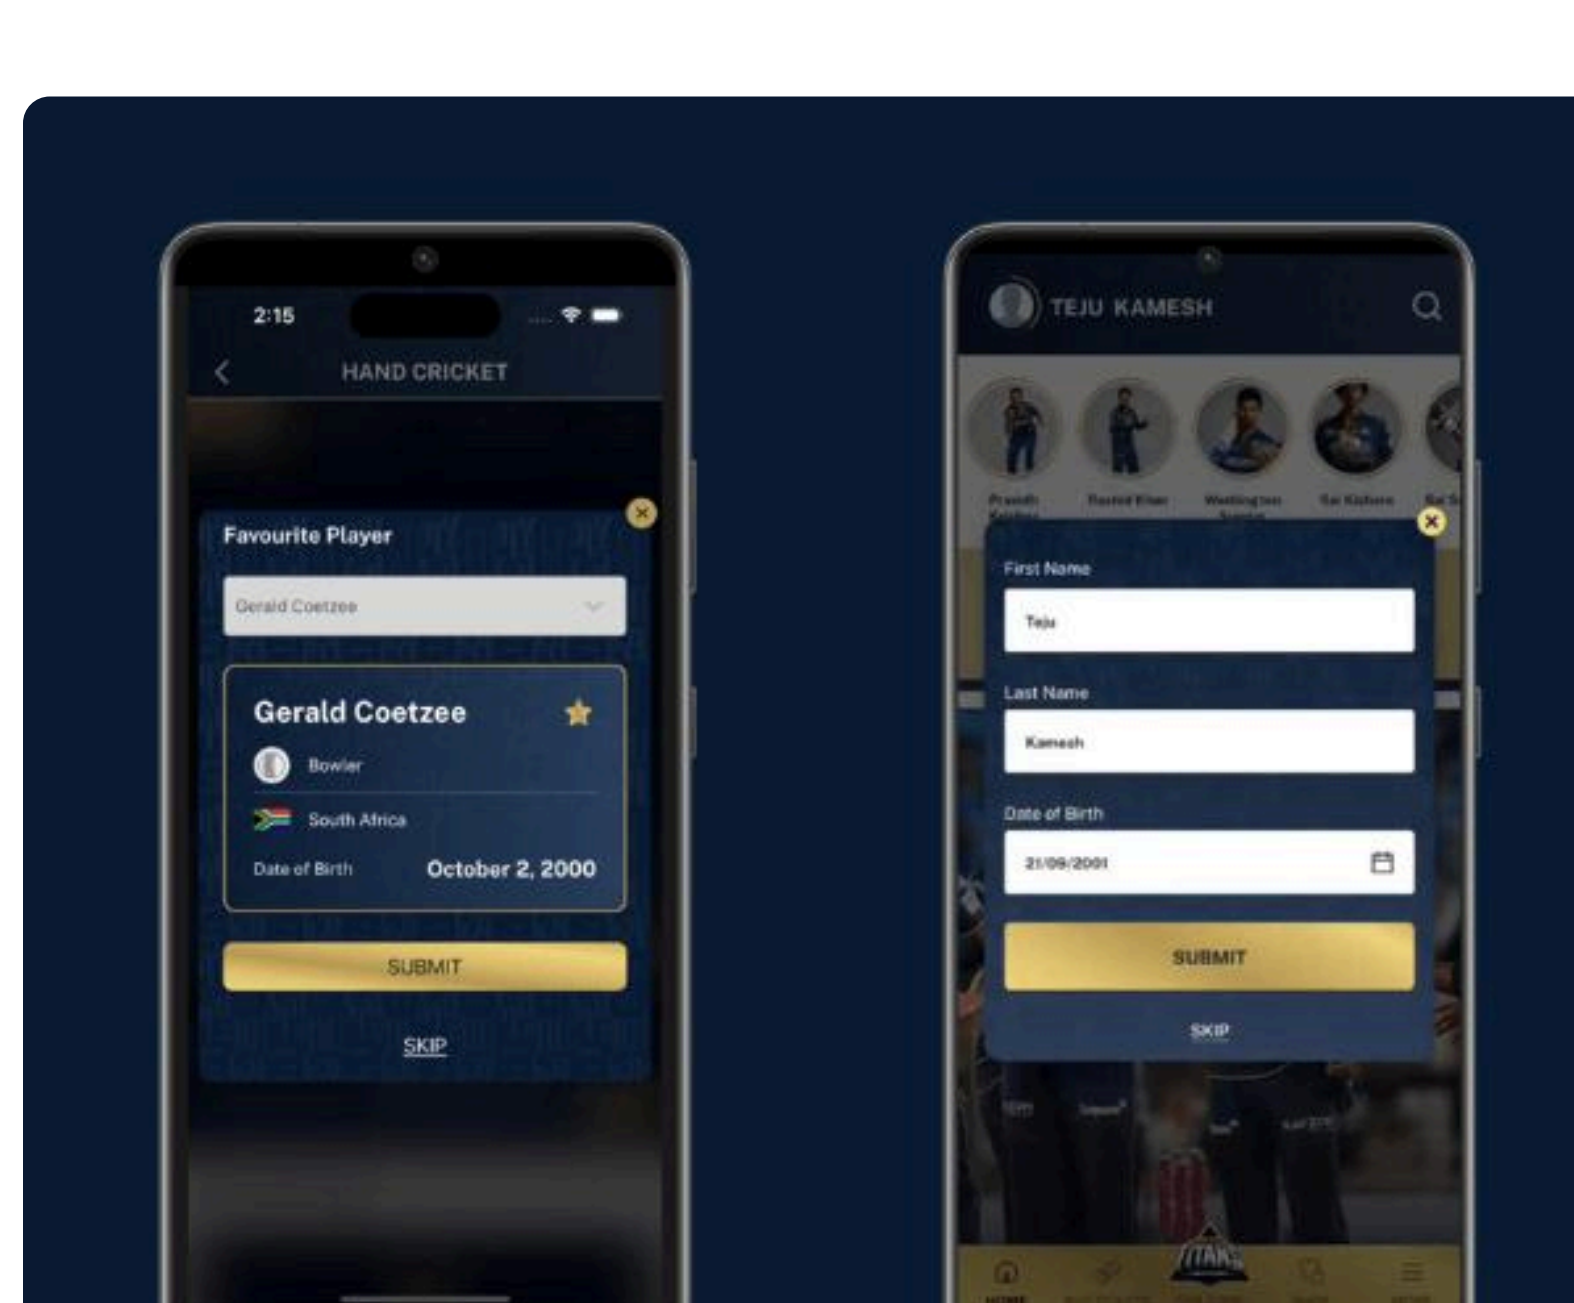 2:15
HAND CRICKET
Favourite Player
Gerald Coetzee
Gerald Coetzee
Bowler
South Africa
Date of Birth
October 2, 2000
SUBMIT
SKIP
TEJU KAMESH
Rashid Khan
Washington
Sai Kishore
First Name
Teju
Last Name
Kamesh
Date of Birth
21/09/2001
SUBMIT
SKIP
TITANS
HOME